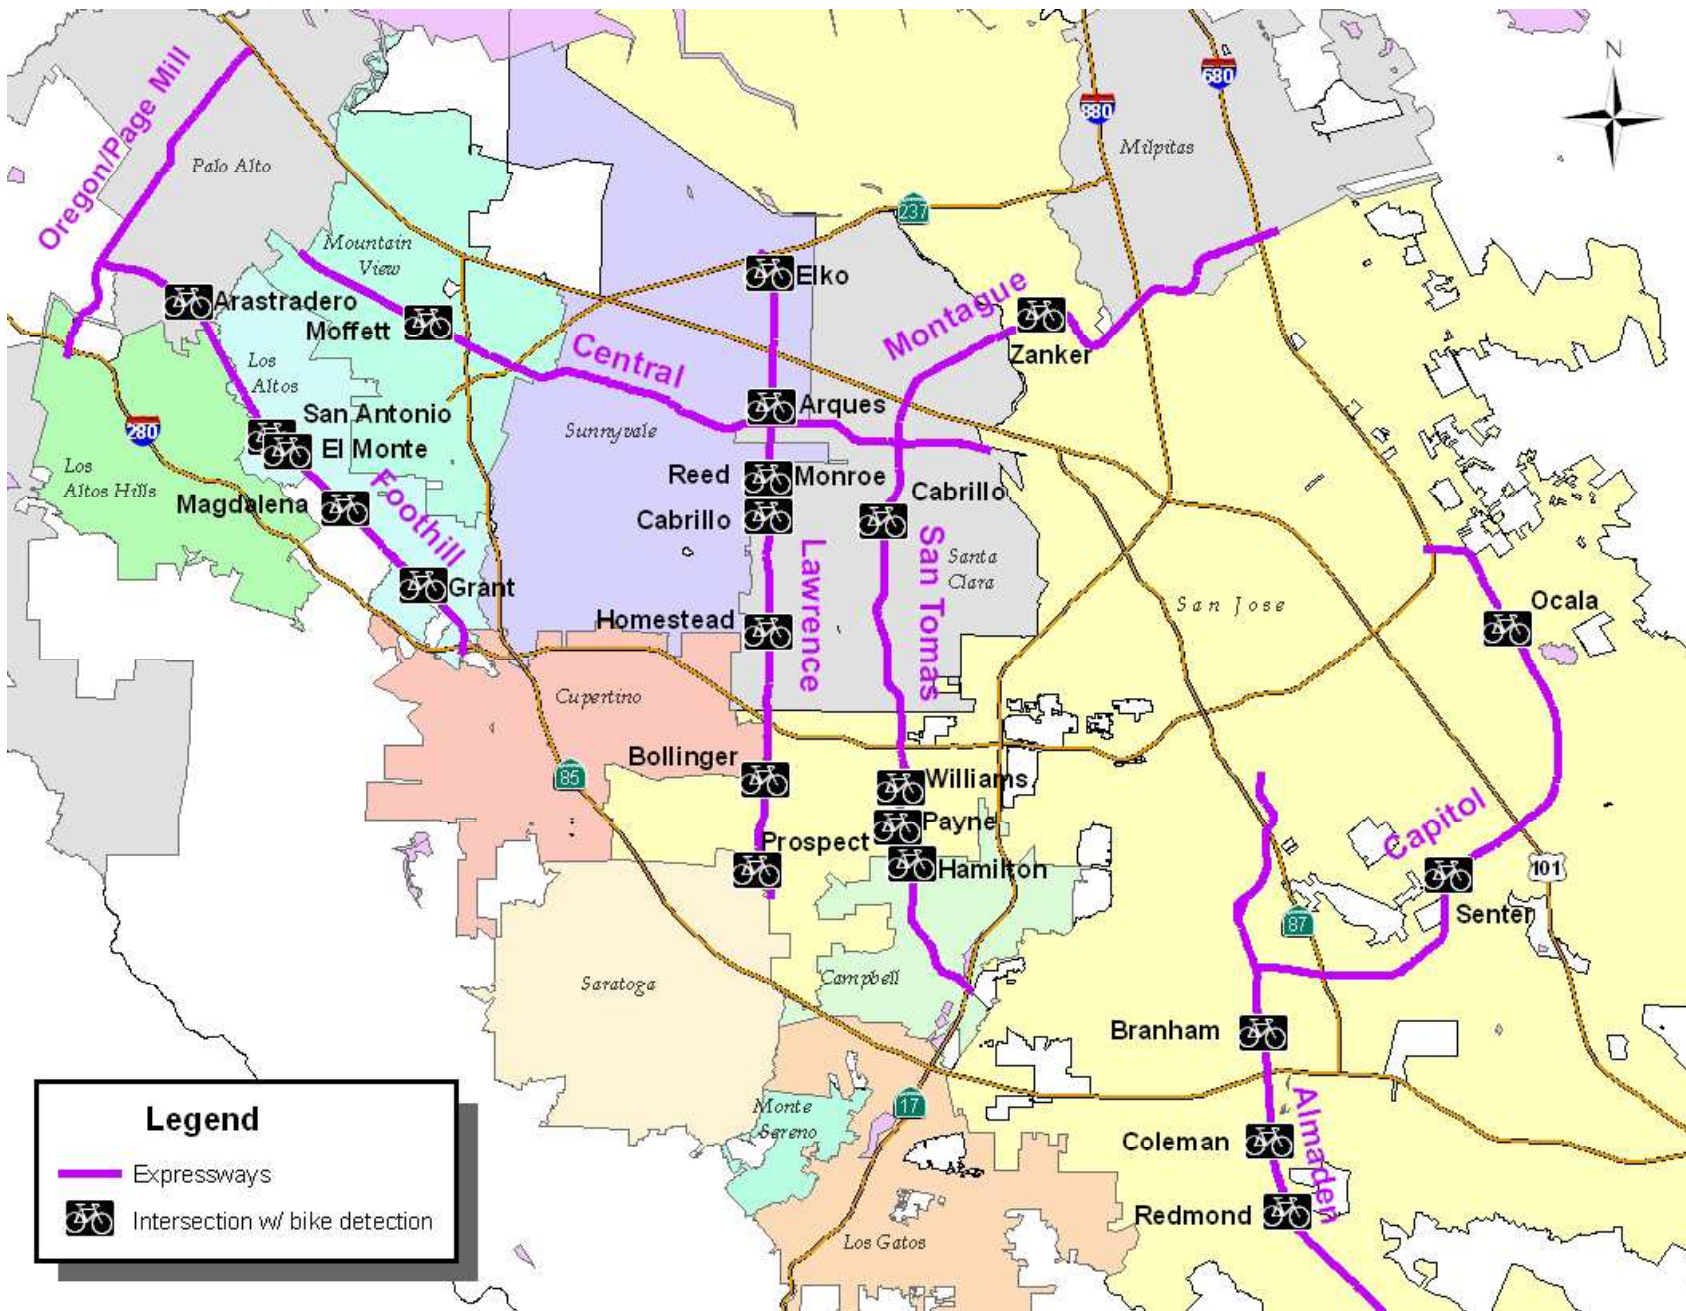 N
680
880
Milpitas
Oregon/Page Mill
Palo Alto
237
Mountain
View
Elko
Arastradero
Moffett
Montague
Zanker
Central
Los
Altos
San Antonio
El Monte
Arques
Sunnyvale
280
Los
Altos Hills
Reed
Monroe
Cabrillo
Cabrillo
Magdalena
Foothill
Lawrence
San Tomas
Santa
Clara
Grant
Homestead
San Jose
Ocala
Cupertino
Bollinger
85
Williams
Payne
Prospect
Hamilton
Capitol
101
Senter
87
Saratoga
Campbell
Branham
Monte
Sereno
17
Almaden
Coleman
Redmond
Los Gatos
Legend
Expressways
Intersection w/ bike detection